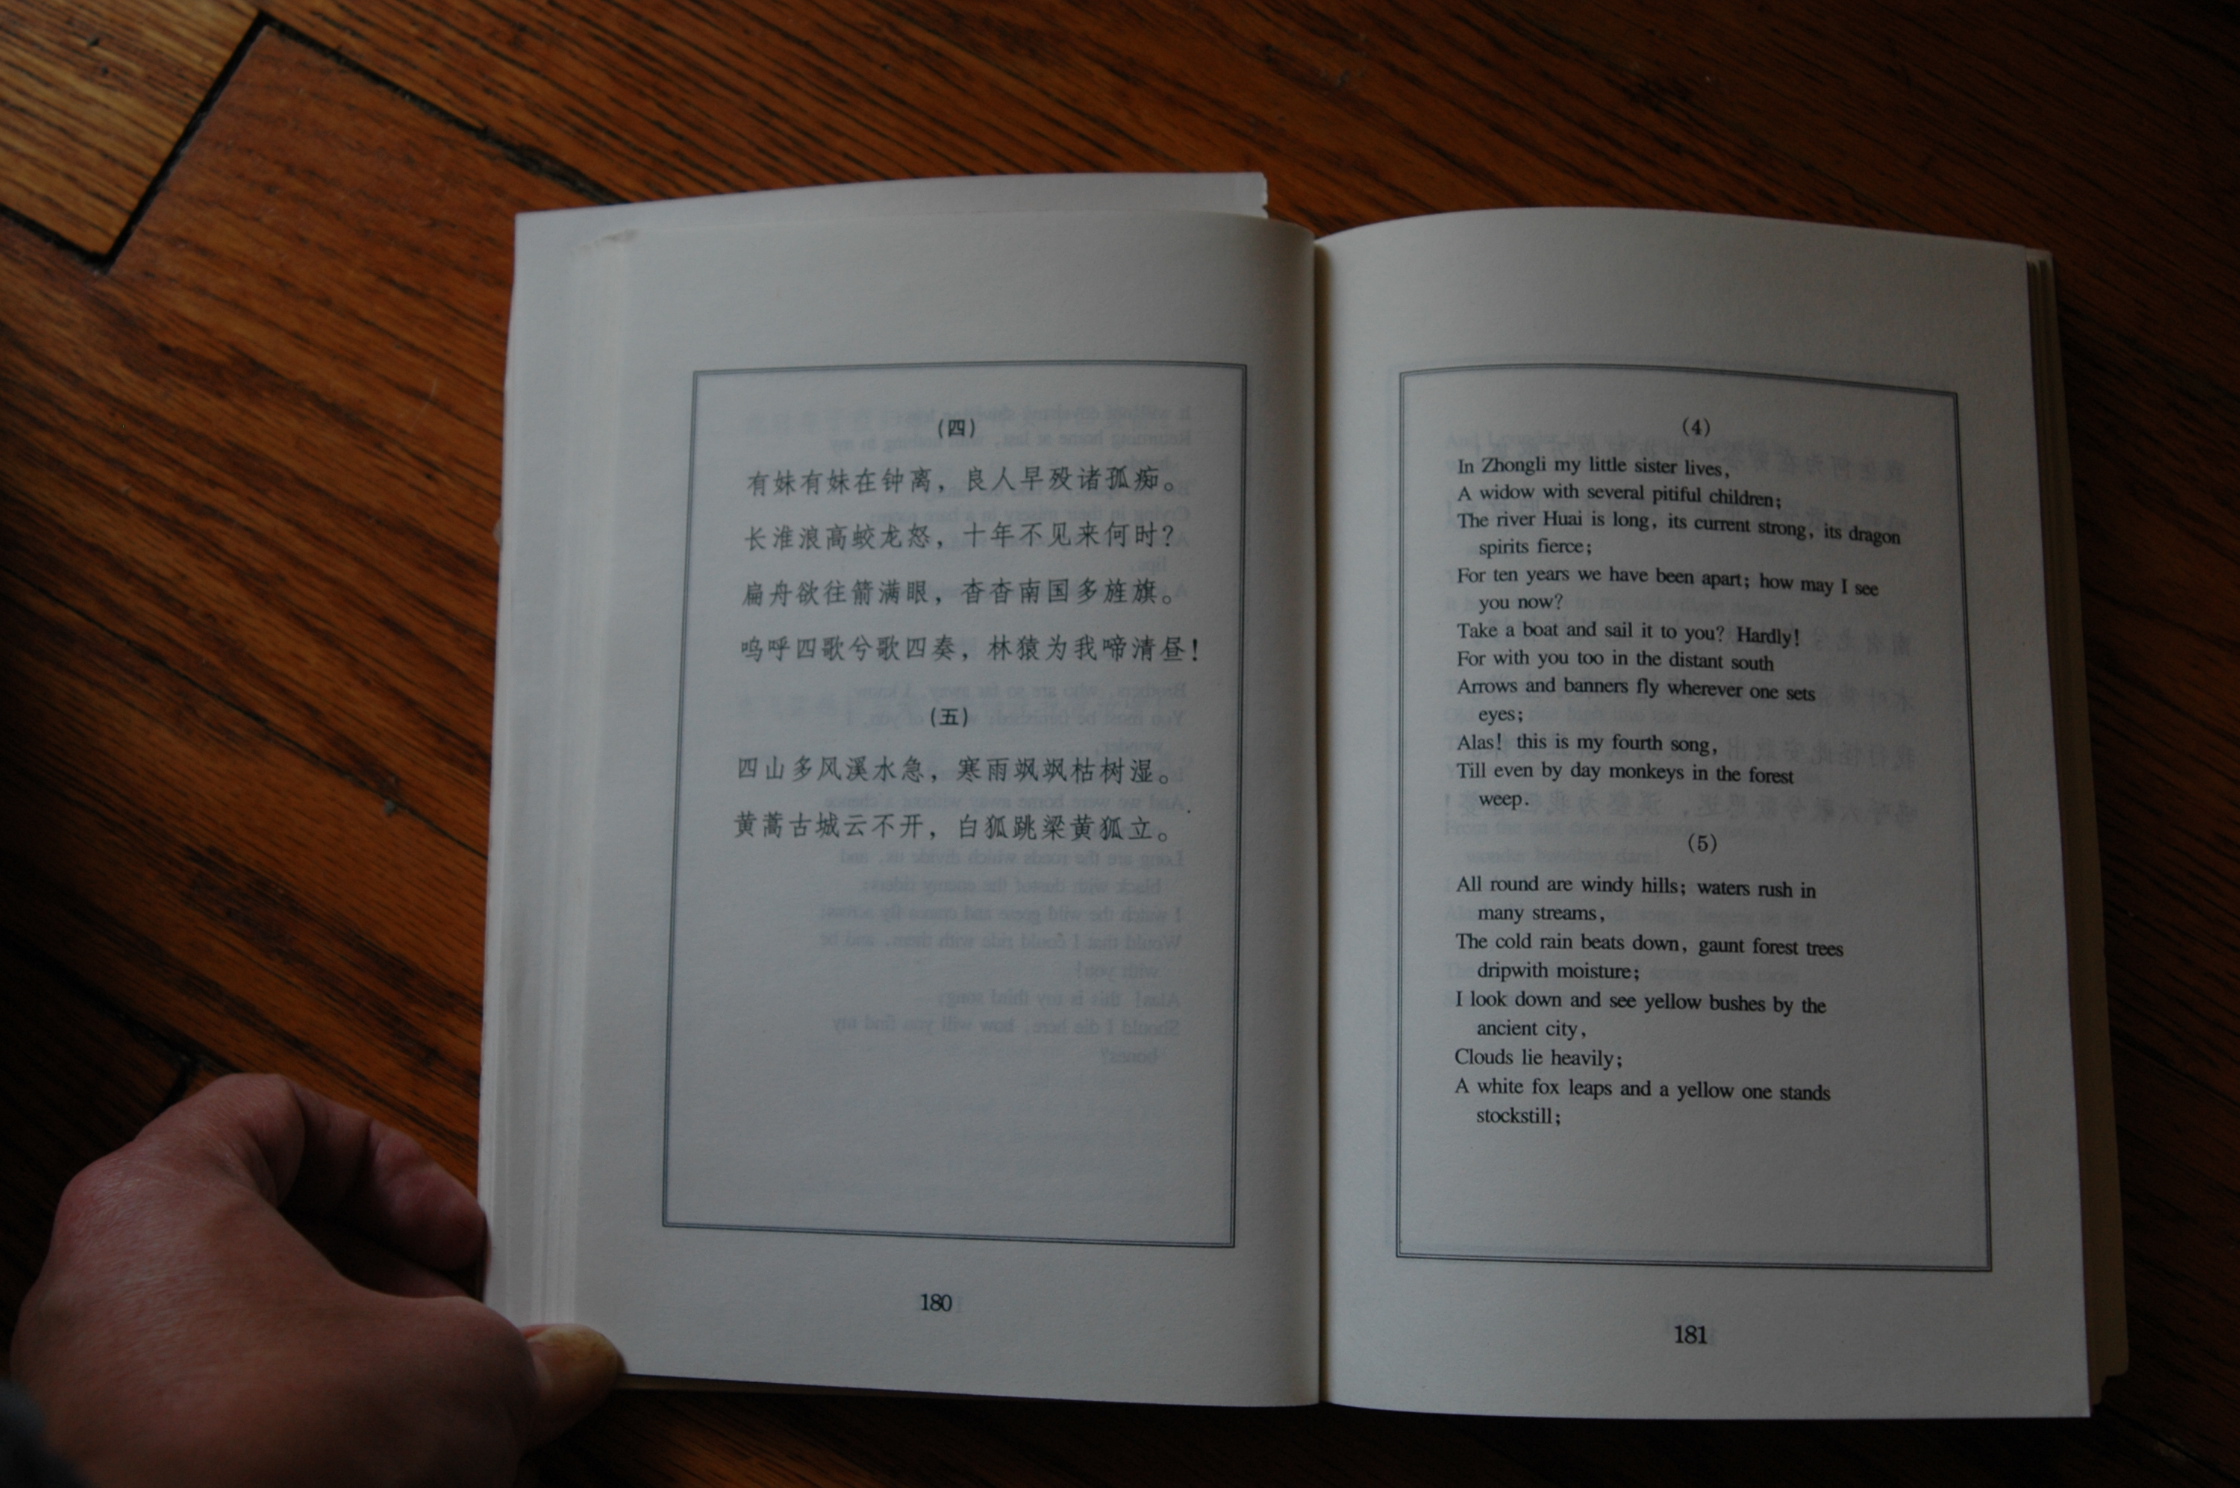 (四)
有妹有妹在钟离，良人早殁诸孤痴。
长淮浪高蛟龙怒，十年不见来何时？
扁舟欲往箭满眼，杳杳南国多旌旗。
呜呼四歌兮歌四奏，林猿为我啼清昼！
(五)
四山多风溪水急，寒雨飒飒枯树湿。
黄蒿古城云不开，白狐跳梁黄狐立。
180
(4)
In Zhongli my little sister lives,
A widow with several pitiful children;
The river Huai is long, its current strong, its dragon
spirits fierce;
For ten years we have been apart; how may I see
you now?
Take a boat and sail it to you? Hardly!
For with you too in the distant south
Arrows and banners fly wherever one sets
eyes;
Alas! this is my fourth song,
Till even by day monkeys in the forest
weep.
(5)
All round are windy hills; waters rush in
many streams,
The cold rain beats down, gaunt forest trees
dripwith moisture;
I look down and see yellow bushes by the
ancient city,
Clouds lie heavily;
A white fox leaps and a yellow one stands
stockstill;
181